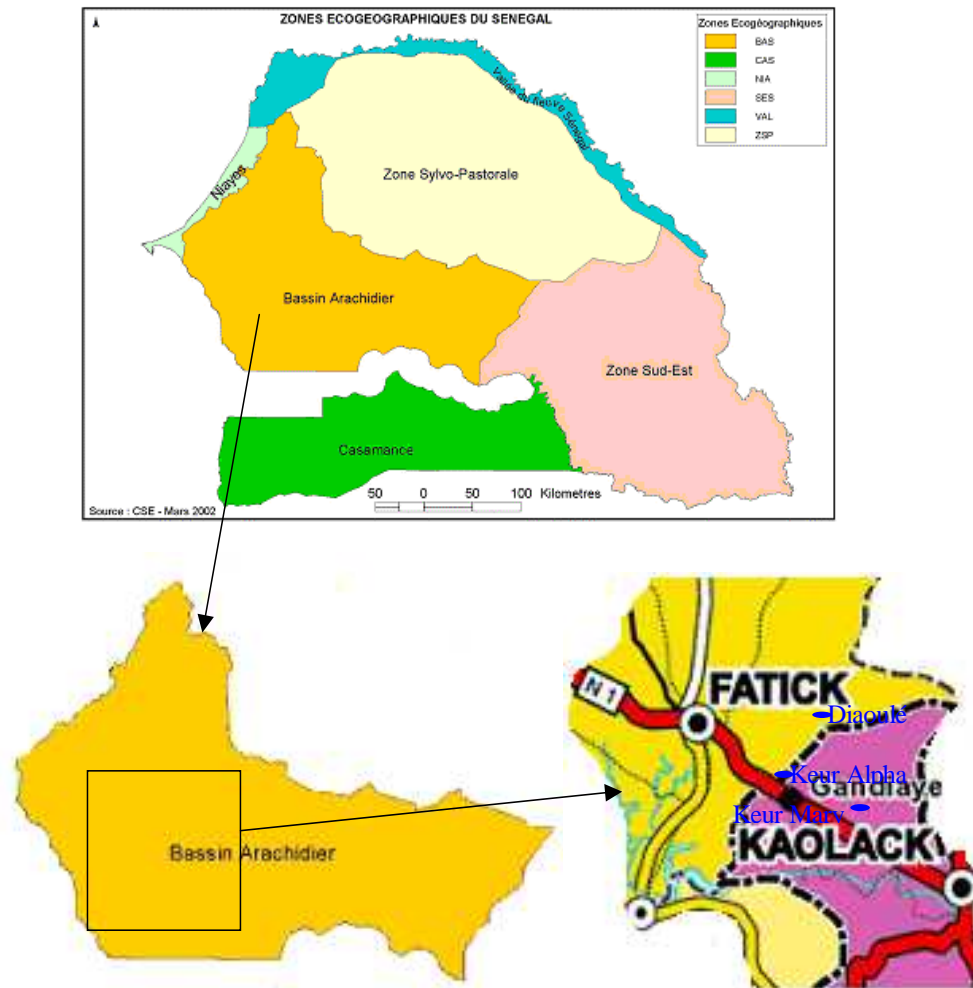 ZONES ECOGEOGRAPHIQUES DU SENEGAL
Zones Ecogéographiques
BAS
CAS
NIA
SES
VAL
ZSP
Vallée du fleuve Sénégal
Niayes
Zone Sylvo-Pastorale
Bassin Arachidier
Zone Sud-Est
Casamance
50 0 50 100 Kilometres
Source : CSE - Mars 2002
Bassin Arachidier
N 1
FATICK
Diaoulé
Keur Alpha
Gandiaye
Keur Mary
KAOLACK